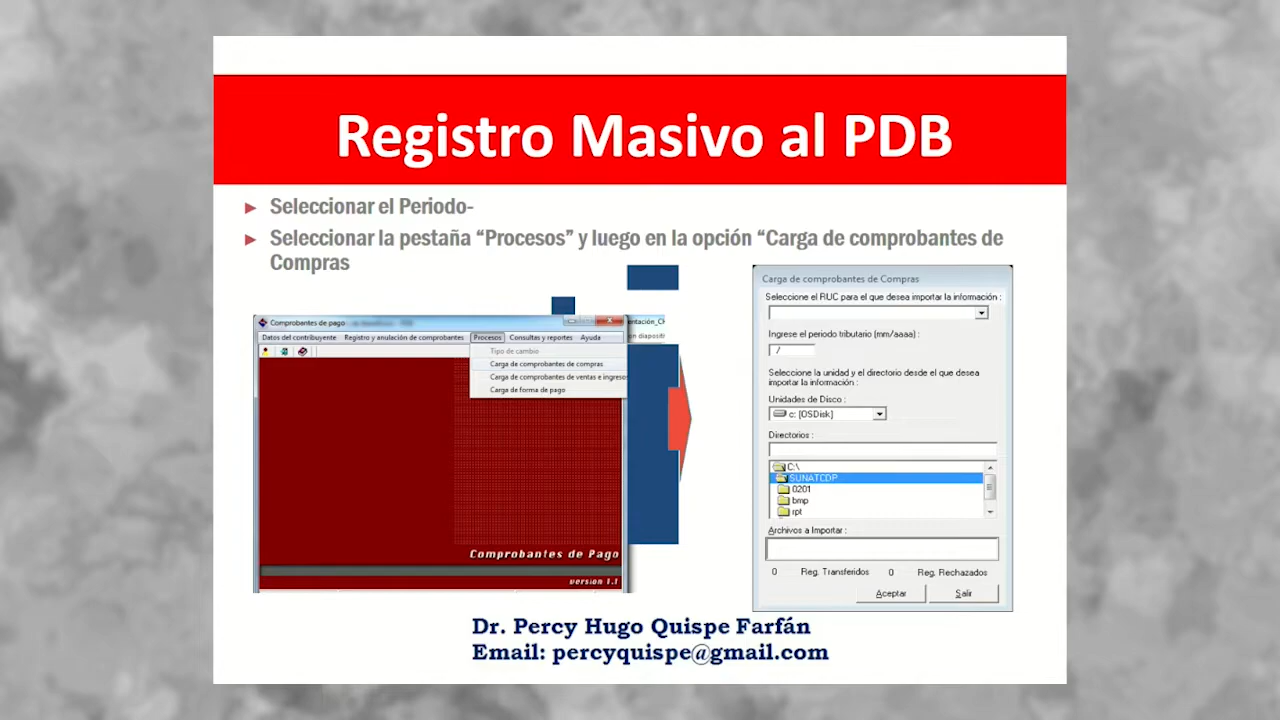 Registro Masivo al PDB
Seleccionar el Periodo-
Seleccionar la pestaña “Procesos” y luego en la opción “Carga de comprobantes de
Compras
Comprobantes de pago
Datos del contribuyente Registro y anulación de comprobantes Procesos Consultas y reportes Ayuda
Tipo de cambio
Carga de comprobantes de compras
Carga de comprobantes de ventas e ingresos
Carga de forma de pago
Comprobantes de Pago
version 1.1
Carga de comprobantes de Compras
Seleccione el RUC para el que desea importar la información :
Ingrese el periodo tributario (mm/aaaa) :
/
Seleccione la unidad y el directorio desde el que desea
importar la información :
Unidades de Disco :
c: [OSDisk]
Directorios :
C:\
SUNATCDP
0201
bmp
rpt
Archivos a Importar :
0 Reg. Transferidos 0 Reg. Rechazados
Aceptar Salir
Dr. Percy Hugo Quispe Farfán
Email: percyquispe@gmail.com